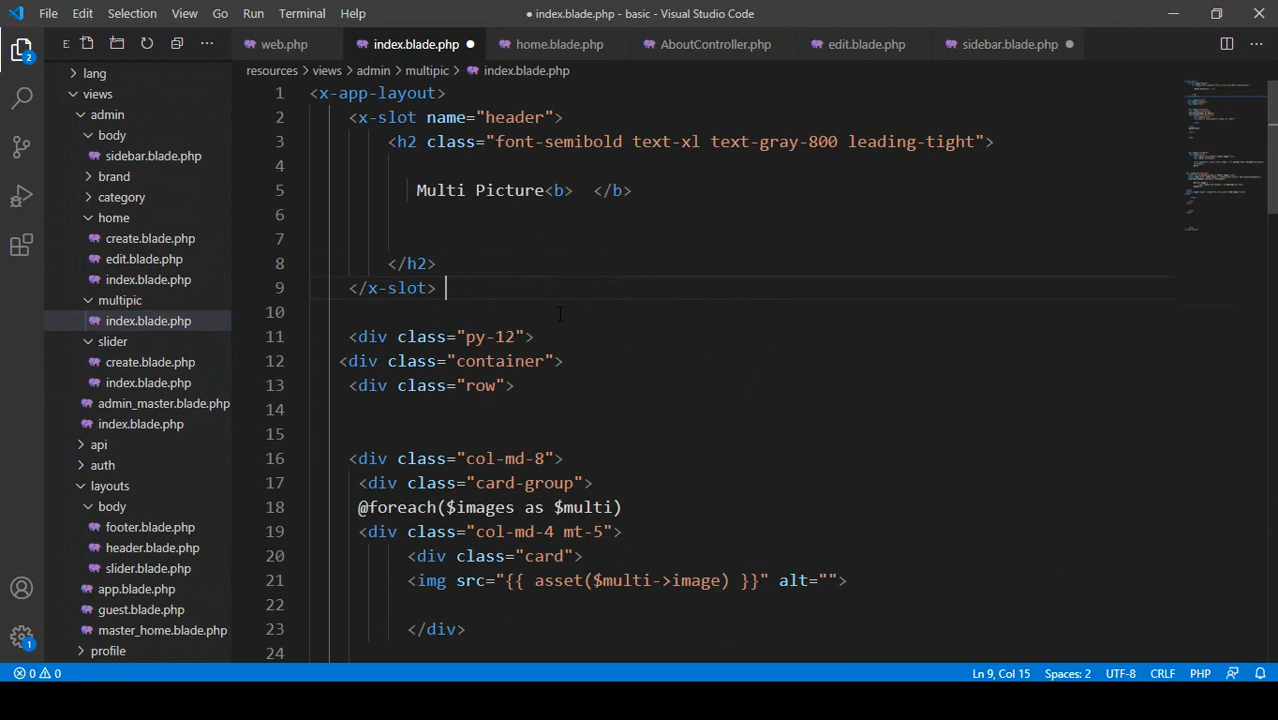 File Edit Selection View Go Run Terminal Help
● index.blade.php - basic - Visual Studio Code
E
web.php
index.blade.php ●
home.blade.php
AboutController.php
edit.blade.php
sidebar.blade.php ●
resources > views > admin > multipic > index.blade.php
lang
views
admin
body
sidebar.blade.php
brand
category
home
create.blade.php
edit.blade.php
index.blade.php
multipic
index.blade.php
slider
create.blade.php
index.blade.php
admin_master.blade.php
index.blade.php
api
auth
layouts
body
footer.blade.php
header.blade.php
slider.blade.php
app.blade.php
guest.blade.php
master_home.blade.php
profile
2
1
1 <x-app-layout>
2 <x-slot name="header">
3 <h2 class="font-semibold text-xl text-gray-800 leading-tight">
4
5 Multi Picture<b>  </b>
6
7
8 </h2>
9 </x-slot>
10
11 <div class="py-12">
12 <div class="container">
13 <div class="row">
14
15
16 <div class="col-md-8">
17 <div class="card-group">
18 @foreach($images as $multi)
19 <div class="col-md-4 mt-5">
20 <div class="card">
21 <img src="{{ asset($multi->image) }}" alt="">
22
23 </div>
24
0 0
Ln 9, Col 15 Spaces: 2 UTF-8 CRLF PHP